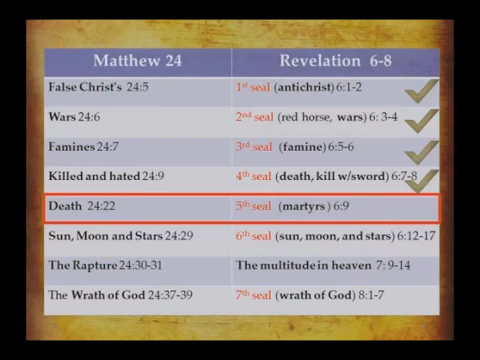 Matthew 24 Revelation 6-8
False Christ's 24:5 1st seal (antichrist) 6:1-2
Wars 24:6 2nd seal (red horse, wars) 6: 3-4
Famines 24:7 3rd seal (famine) 6:5-6
Killed and hated 24:9 4th seal (death, kill w/sword) 6:7-8
Death 24:22 5th seal (martyrs) 6:9
Sun, Moon and Stars 24:29 6th seal (sun, moon, and stars) 6:12-17
The Rapture 24:30-31 The multitude in heaven 7: 9-14
The Wrath of God 24:37-39 7th seal (wrath of God) 8:1-7